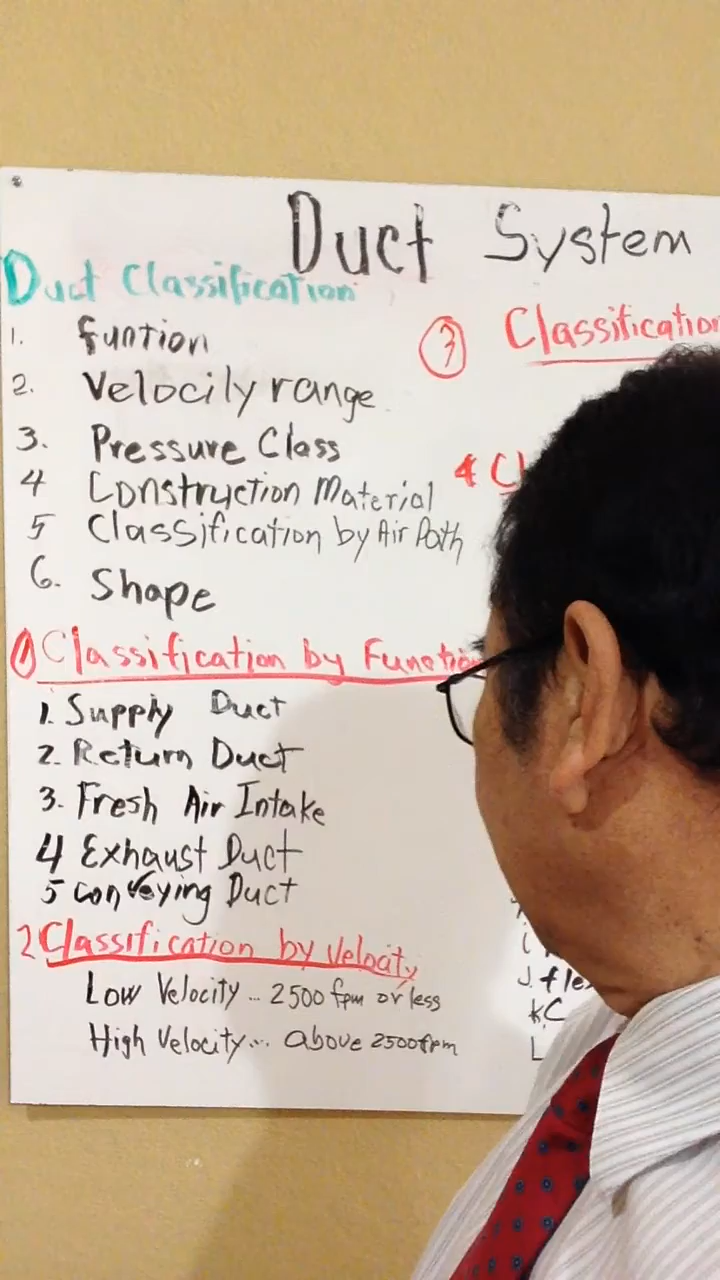 Duct System
Duct Classification
1. funtion
2. Velocily range
3. Pressure Class
4 Construction Material
5 Classification by Air Path
6. Shape
1 Classification by Function
1. Supply Duct
2. Return Duct
3. Fresh Air Intake
4 Exhaust Duct
5 conveying Duct
2 Classification by Velocity
Low Velocity... 2500 fpm or less
High Velocity... above 2500 fpm
3 Classification
4 Cl
i
J. fle
k. C
L